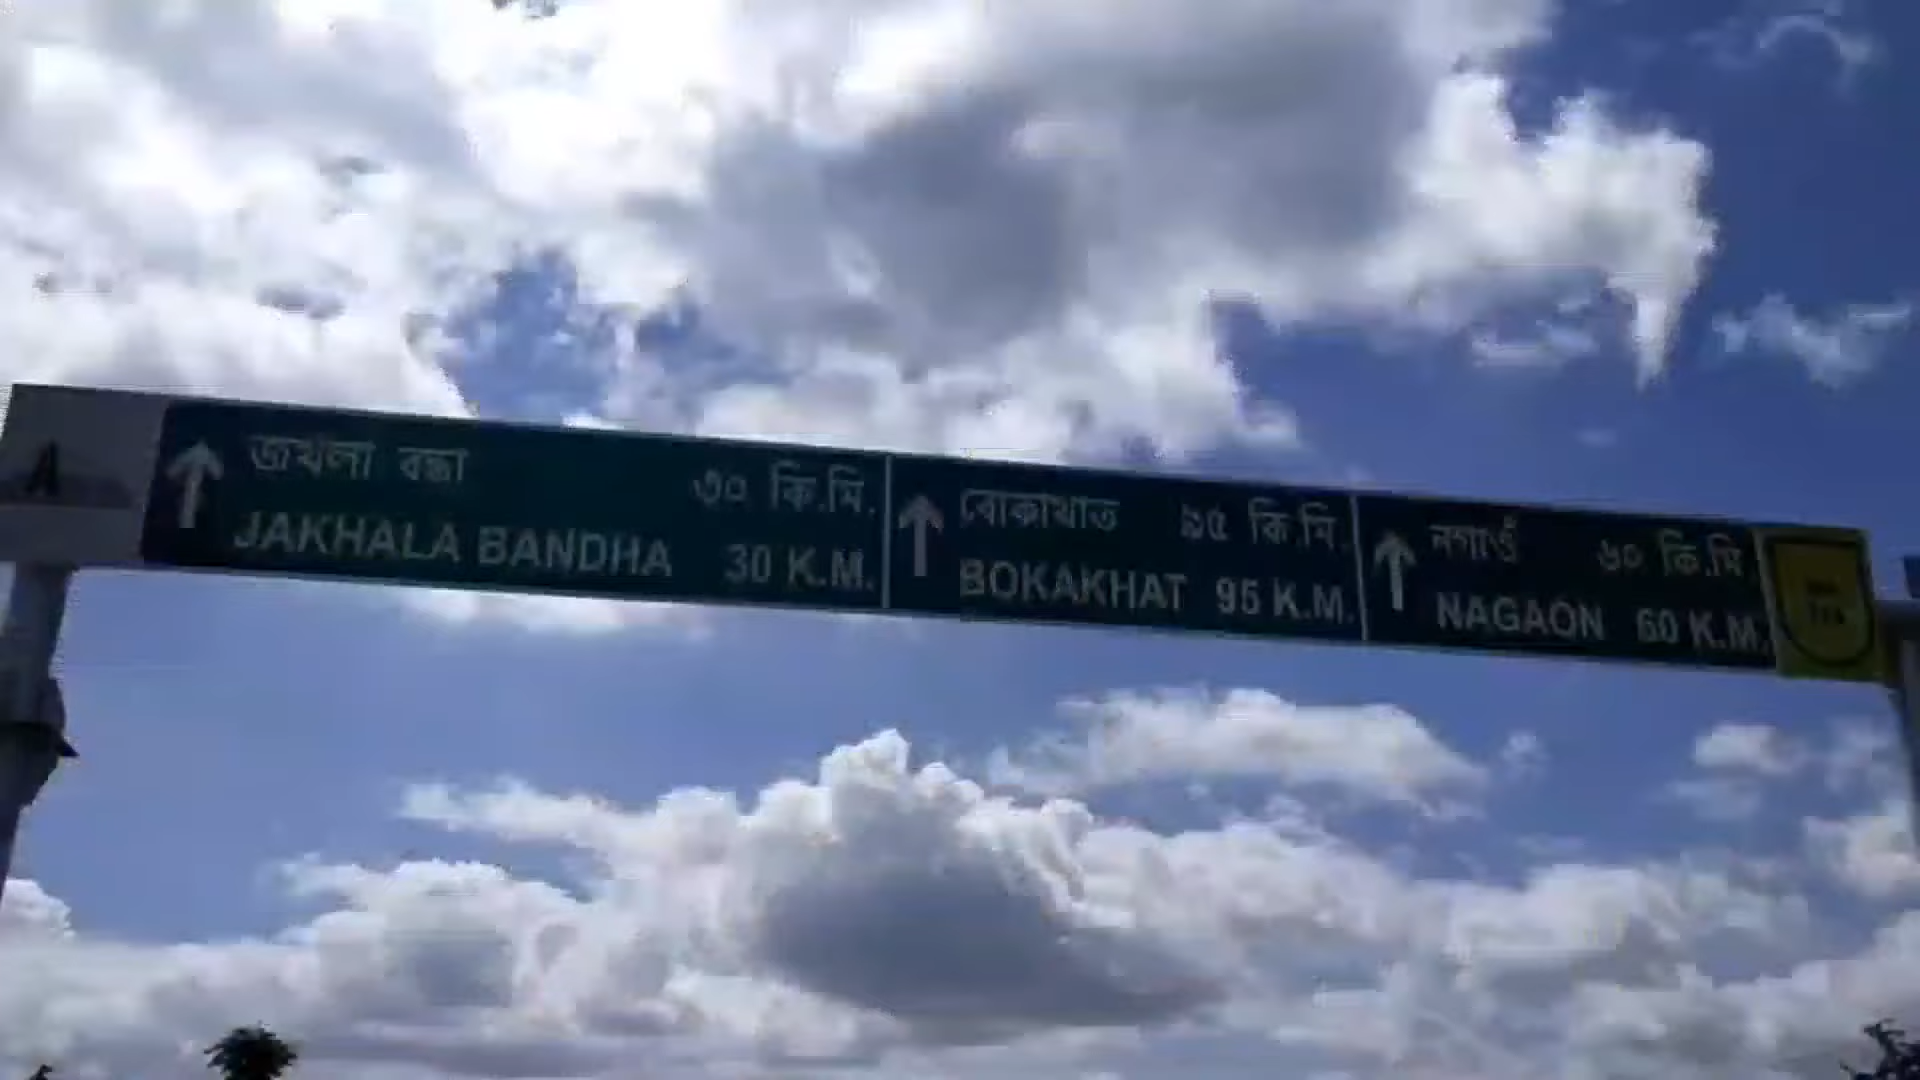 জখলা বন্ধা ৩০ কি.মি.
JAKHALA BANDHA 30 K.M.
বোকাখাত ৯৫ কি.মি.
BOKAKHAT 95 K.M.
নগাওঁ ৬০ কি.মি.
NAGAON 60 K.M.